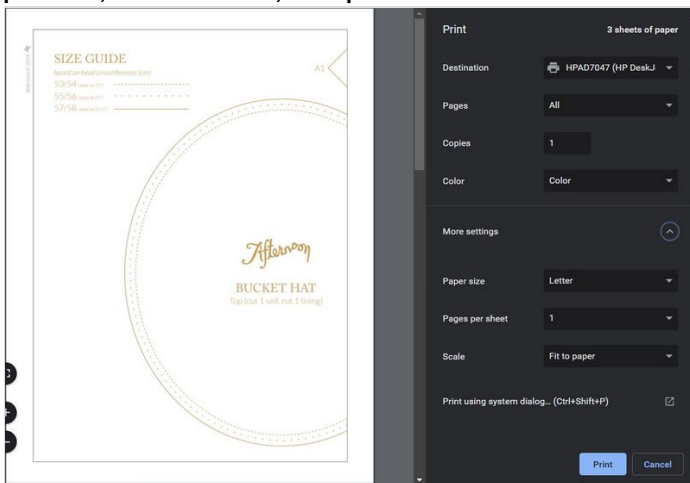 SIZE GUIDE
based on head circumference (cm)
53/54
55/56
57/58
A1
Afternoon
BUCKET HAT
Top (cut 1 self, cut 1 lining)
Print
3 sheets of paper
Destination
HPAD7047 (HP DeskJ
Pages
All
Copies
1
Color
Color
More settings
Paper size
Letter
Pages per sheet
1
Scale
Fit to paper
Print using system dialog... (Ctrl+Shift+P)
Print
Cancel